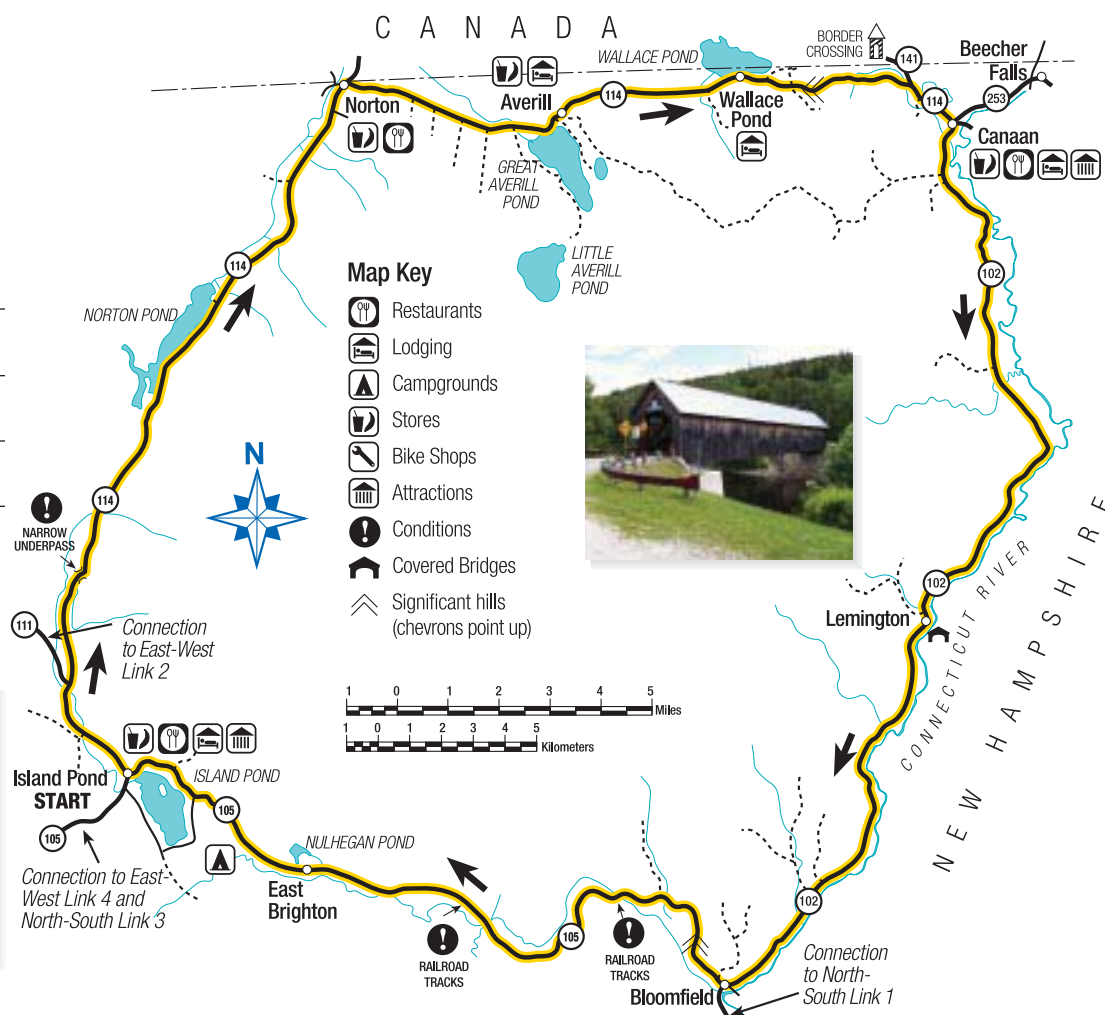 CANADA
BORDER
CROSSING
141
Beecher
Falls
253
WALLACE POND
Norton
Averill
114
Wallace
Pond
114
Canaan
GREAT
AVERILL
POND
102
LITTLE
AVERILL
POND
114
NORTON POND
Map Key
Restaurants
Lodging
Campgrounds
Stores
Bike Shops
Attractions
Conditions
Covered Bridges
Significant hills
(chevrons point up)
N
114
NARROW
UNDERPASS
111
Connection
to East-West
Link 2
102
Lemington
CONNECTICUT RIVER
NEW HAMPSHIRE
1 0 1 2 3 4 5
Miles
1 0 1 2 3 4 5
Kilometers
Island Pond
START
ISLAND POND
105
105
Connection to East-
West Link 4 and
North-South Link 3
NULHEGAN POND
East
Brighton
RAILROAD
TRACKS
105
RAILROAD
TRACKS
102
Bloomfield
Connection
to North-
South Link 1